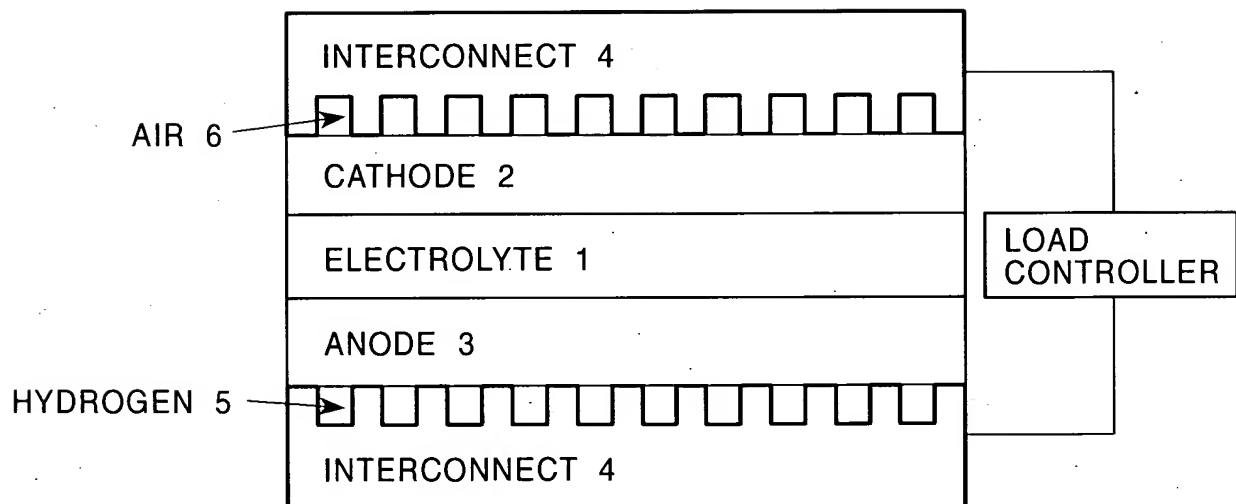 INTERCONNECT 4
AIR 6
CATHODE 2
ELECTROLYTE 1
LOAD
CONTROLLER
ANODE 3
HYDROGEN 5
INTERCONNECT 4